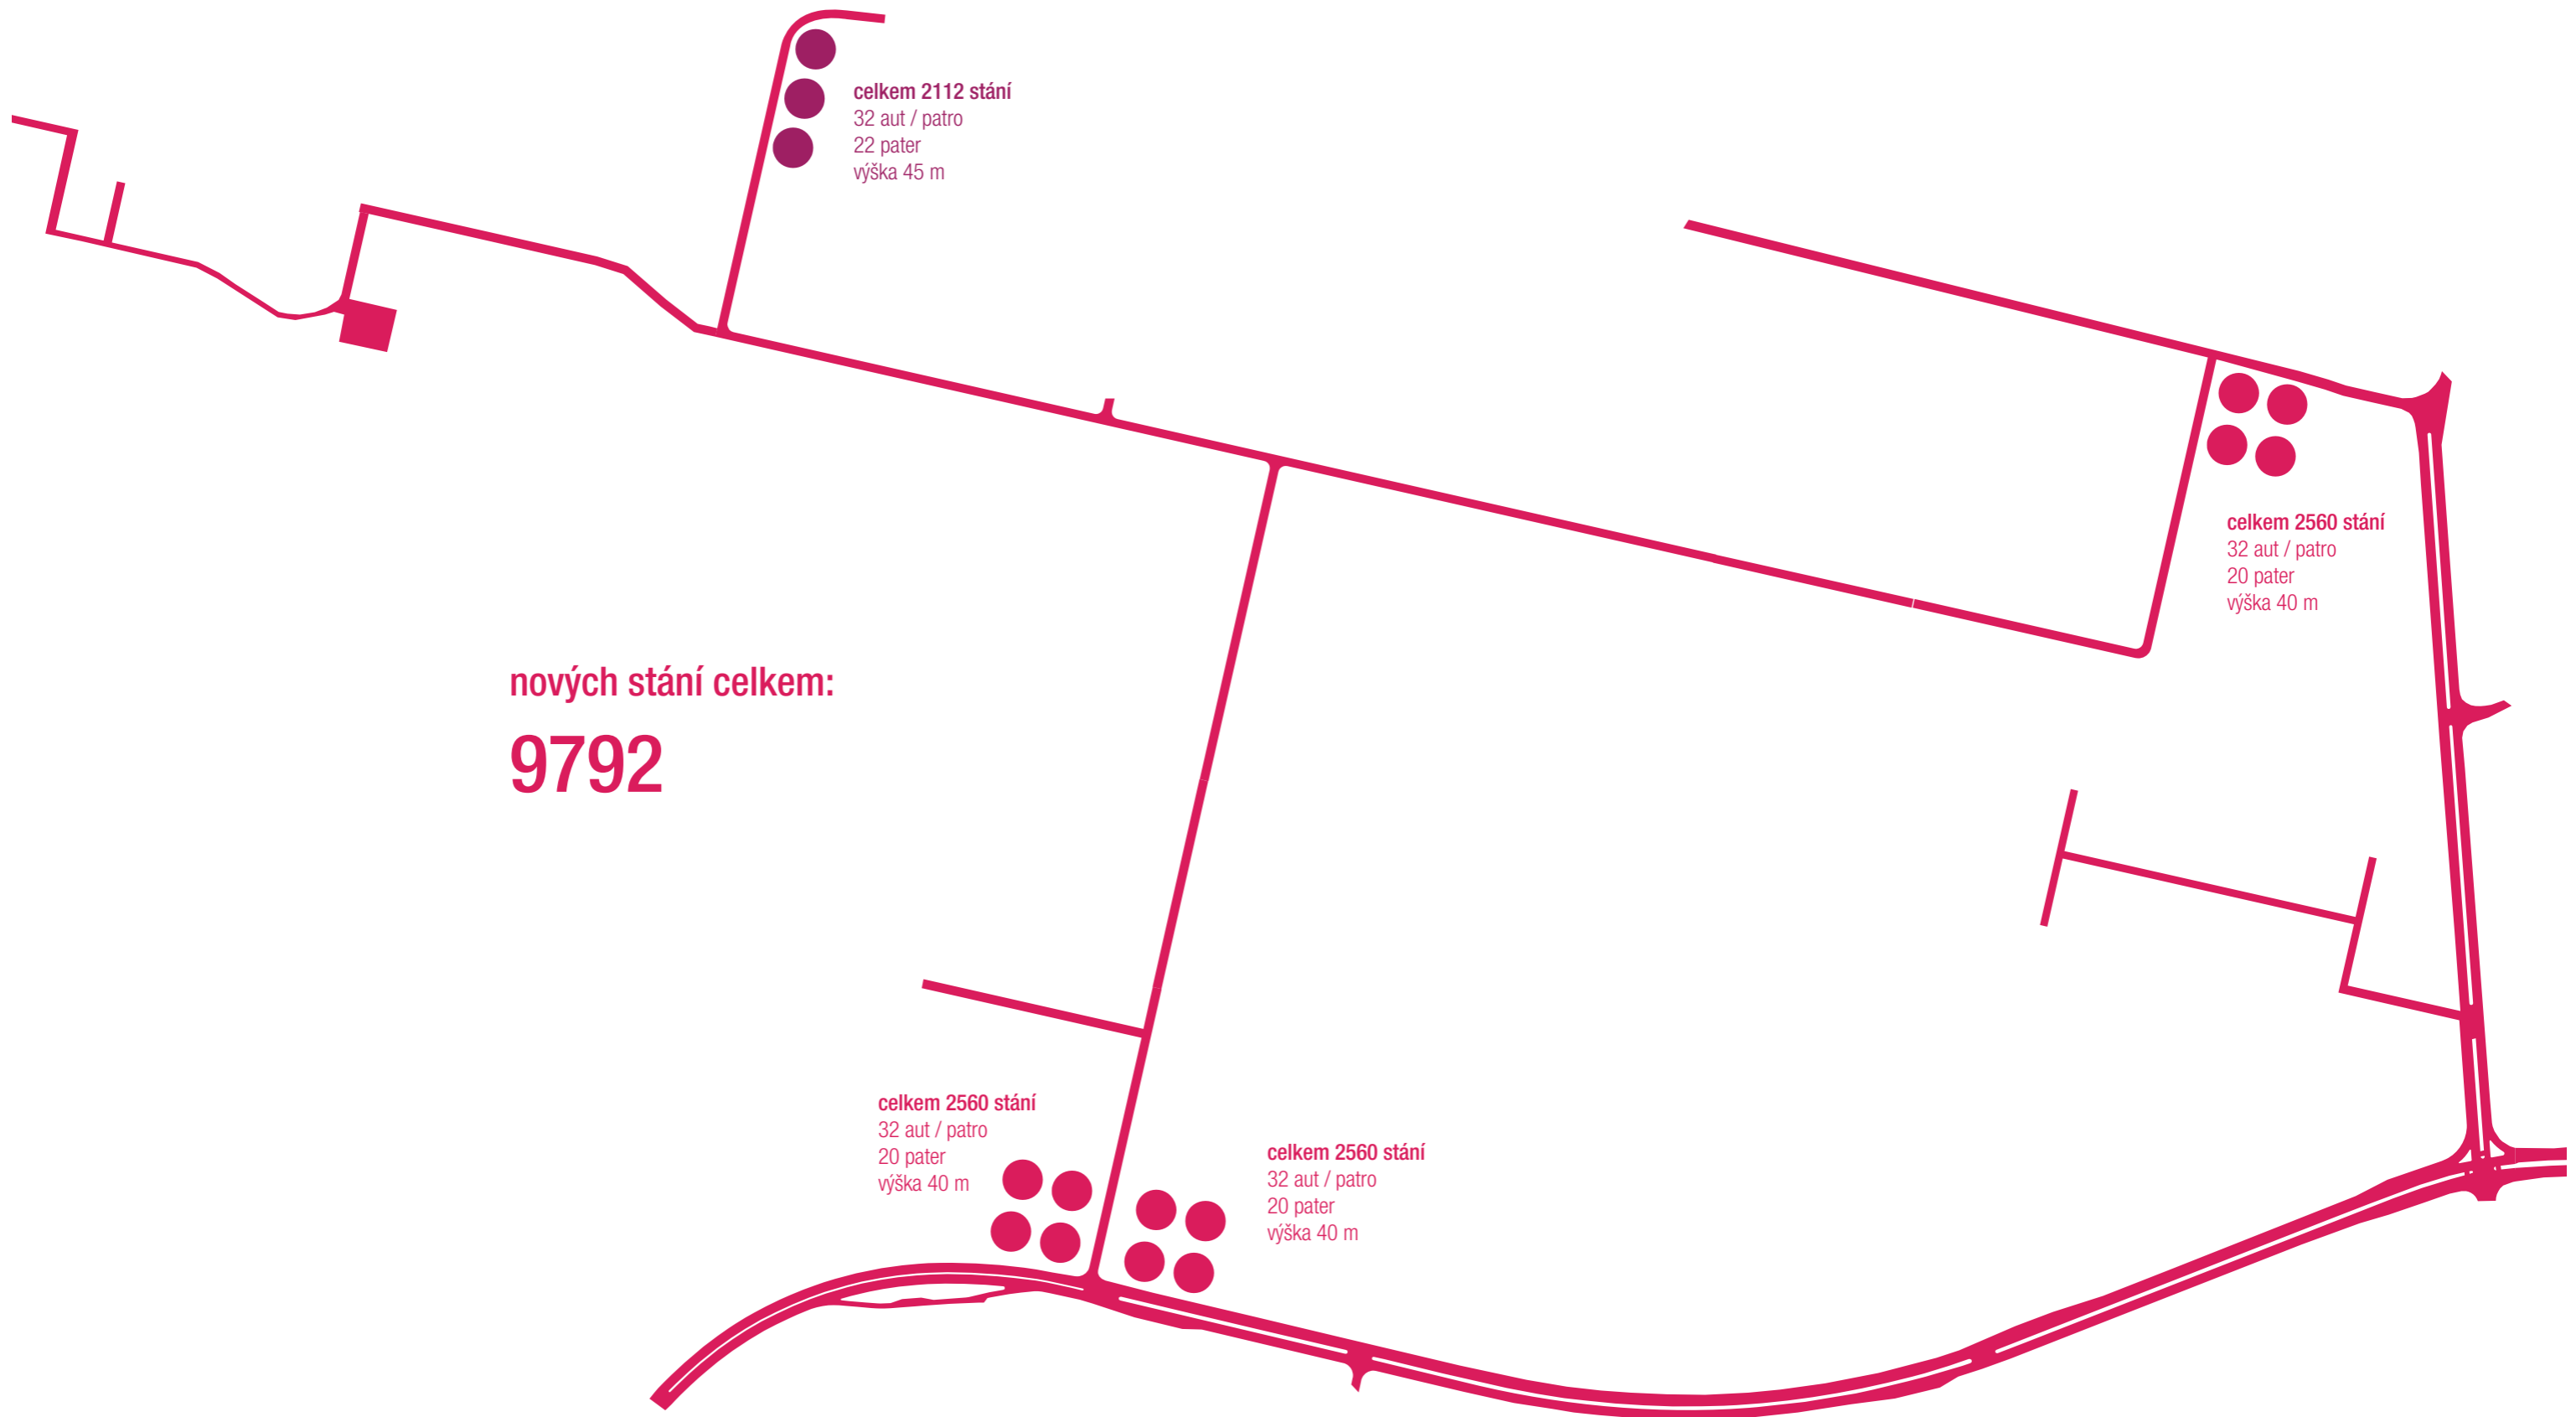 celkem 2112 stání
32 aut / patro
22 pater
výška 45 m
celkem 2560 stání
32 aut / patro
20 pater
výška 40 m
nových stání celkem:
9792
celkem 2560 stání
32 aut / patro
20 pater
výška 40 m
celkem 2560 stání
32 aut / patro
20 pater
výška 40 m